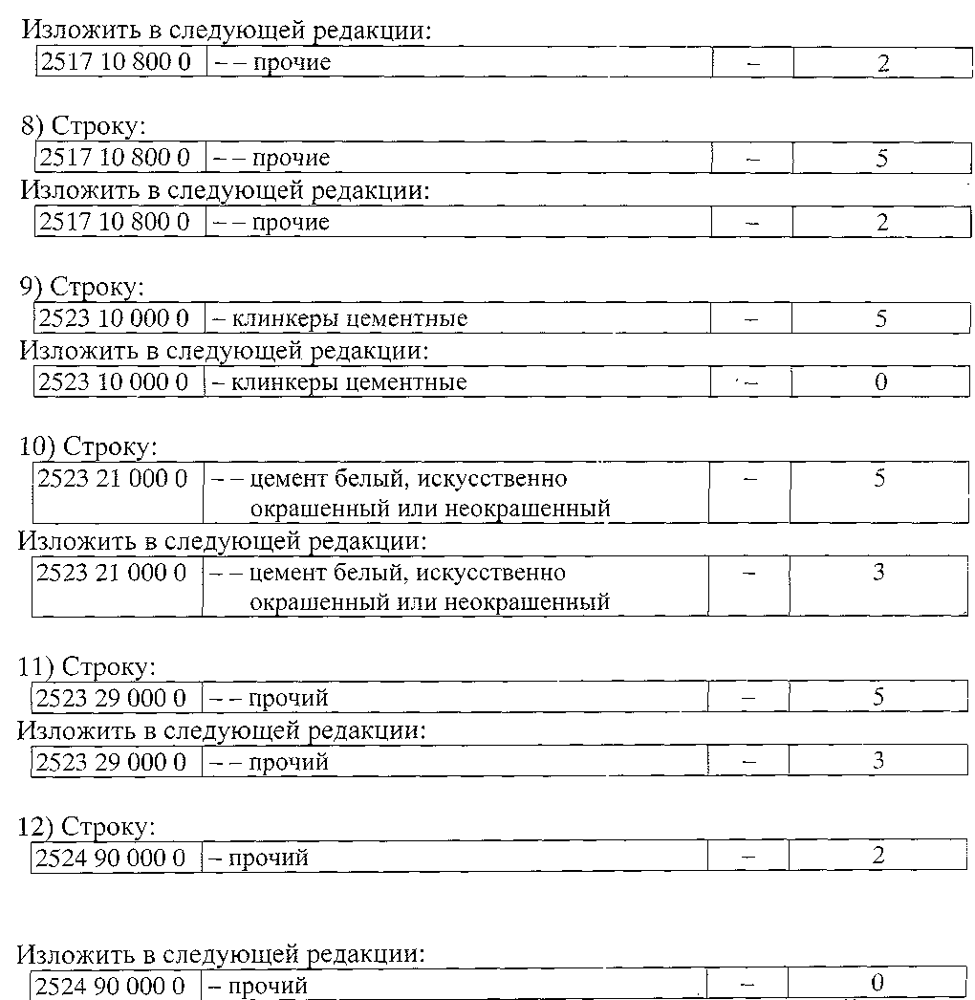 Изложить в следующей редакции:
2517 10 800 0 – – прочие – 2
8) Строку:
2517 10 800 0 – – прочие – 5
Изложить в следующей редакции:
2517 10 800 0 – – прочие – 2
9) Строку:
2523 10 000 0 – клинкеры цементные – 5
Изложить в следующей редакции:
2523 10 000 0 – клинкеры цементные – 0
10) Строку:
2523 21 000 0 – – цемент белый, искусственно – 5
окрашенный или неокрашенный
Изложить в следующей редакции:
2523 21 000 0 – – цемент белый, искусственно – 3
окрашенный или неокрашенный
11) Строку:
2523 29 000 0 – – прочий – 5
Изложить в следующей редакции:
2523 29 000 0 – – прочий – 3
12) Строку:
2524 90 000 0 – прочий – 2
Изложить в следующей редакции:
2524 90 000 0 – прочий – 0